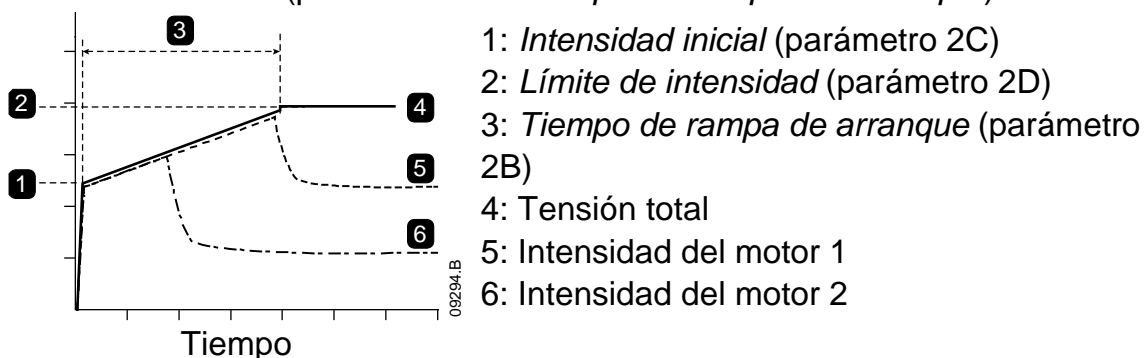 3
2
4
1
5
6
09294.B
Tiempo
1: Intensidad inicial (parámetro 2C)
2: Límite de intensidad (parámetro 2D)
3: Tiempo de rampa de arranque (parámetro
2B)
4: Tensión total
5: Intensidad del motor 1
6: Intensidad del motor 2